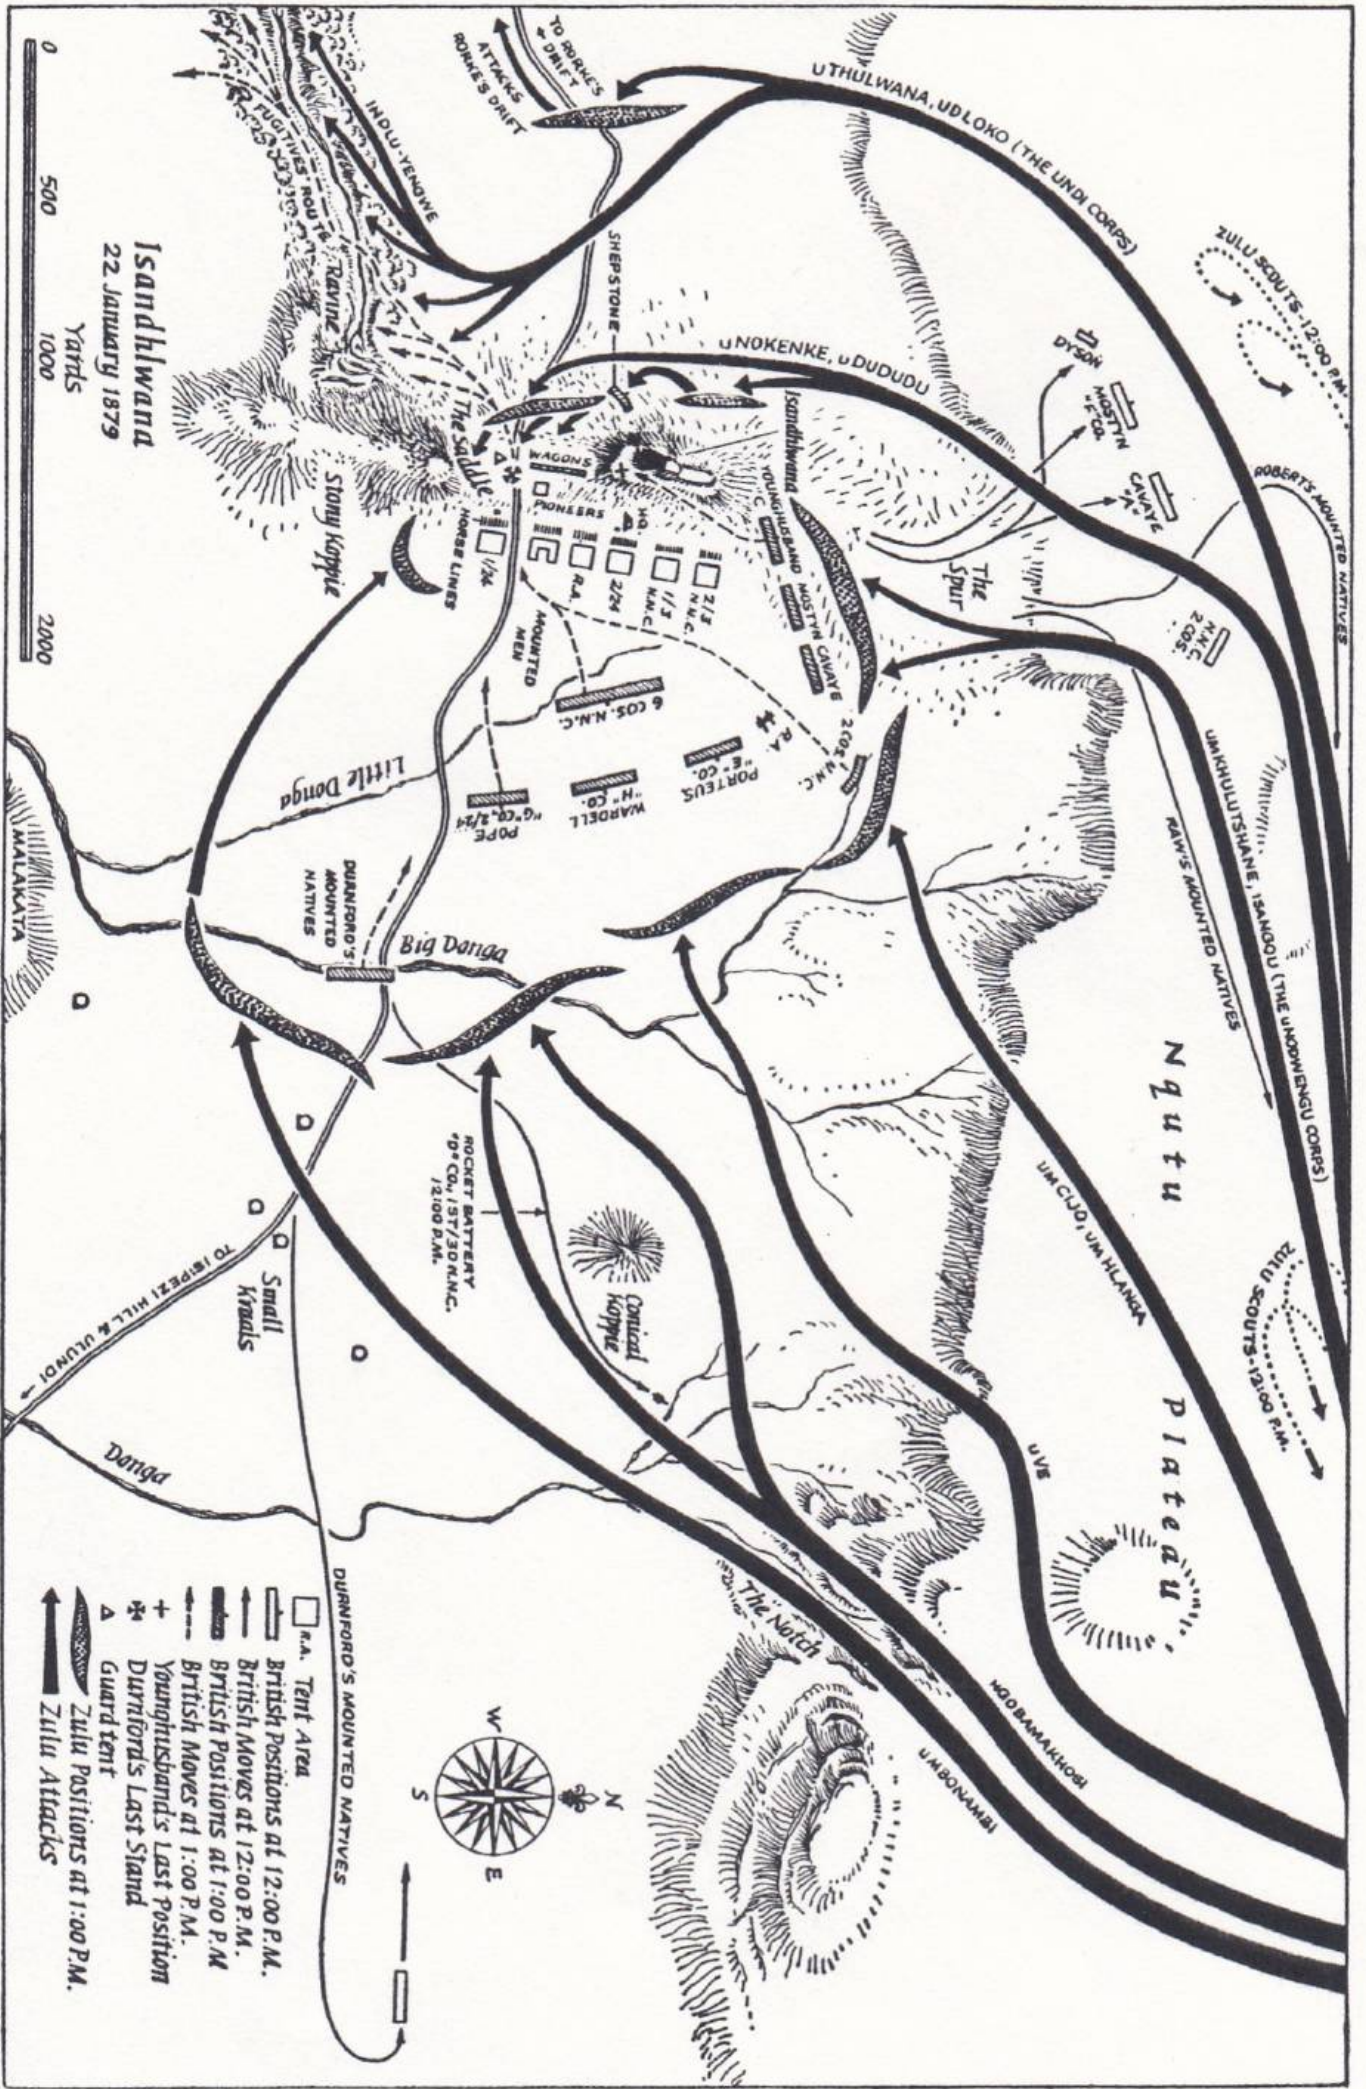 Isandhlwana
22 January 1879
Yards
0 500 1000 2000
UTHULWANA, UDLOKO (THE UNDI CORPS)
ZULU SCOUTS-12:00 P.M.
ROBERT'S MOUNTED NATIVES
TO RORKE'S
DRIFT
ATTACKS
RORKE'S DRIFT
INDLU-YENGWE
FUGITIVES' ROUTE
Ravine
SHEPSTONE
UNOKENKE, UDUDUDU
DYSON
MOSTYN
"F" CO.
CAVAYE
"A"
N.N.C.
2 COS.
The
Spur
Isandhlwana
YOUNGHUSBAND
C
MOSTYN
CAVAYE
2 COS. N.N.C.
The Saddle
WAGONS
PIONEERS
HQ.
HORSE LINES
1/24
R.A.
2/24
1/3
N.N.C.
2/3
N.N.C.
Stony Koppie
MOUNTED
MEN
6 COS. N.N.C.
R.A.
PORTEUS
"E" CO.
WARDELL
"H" CO.
POPE
"G" CO., 2/24
Little Donga
MALAKATA
DURNFORD'S
MOUNTED
NATIVES
Big Donga
UMKHULUTSHANE, ISANGQU (THE UNODWENGU CORPS)
RAW'S MOUNTED NATIVES
Nqutu Plateau
UMCIJO, UMHLANGA
ZULU SCOUTS-12:00 P.M.
UVE
ROCKET BATTERY
"D" CO., 1ST/3D N.N.C.
12:00 P.M.
Conical
Koppie
Small
Kraals
TO ISIPEZI HILL & ULUNDI
Donga
The Notch
NGOBAMAKHOSI
UMBONAMBI
DURNFORD'S MOUNTED NATIVES
N
W
E
S
R.A. Tent Area
British Positions at 12:00 P.M.
British Moves at 12:00 P.M.
British Positions at 1:00 P.M
British Moves at 1:00 P.M.
Younghusband's Last Position
Durnford's Last Stand
Guard tent
Zulu Positions at 1:00 P.M.
Zulu Attacks